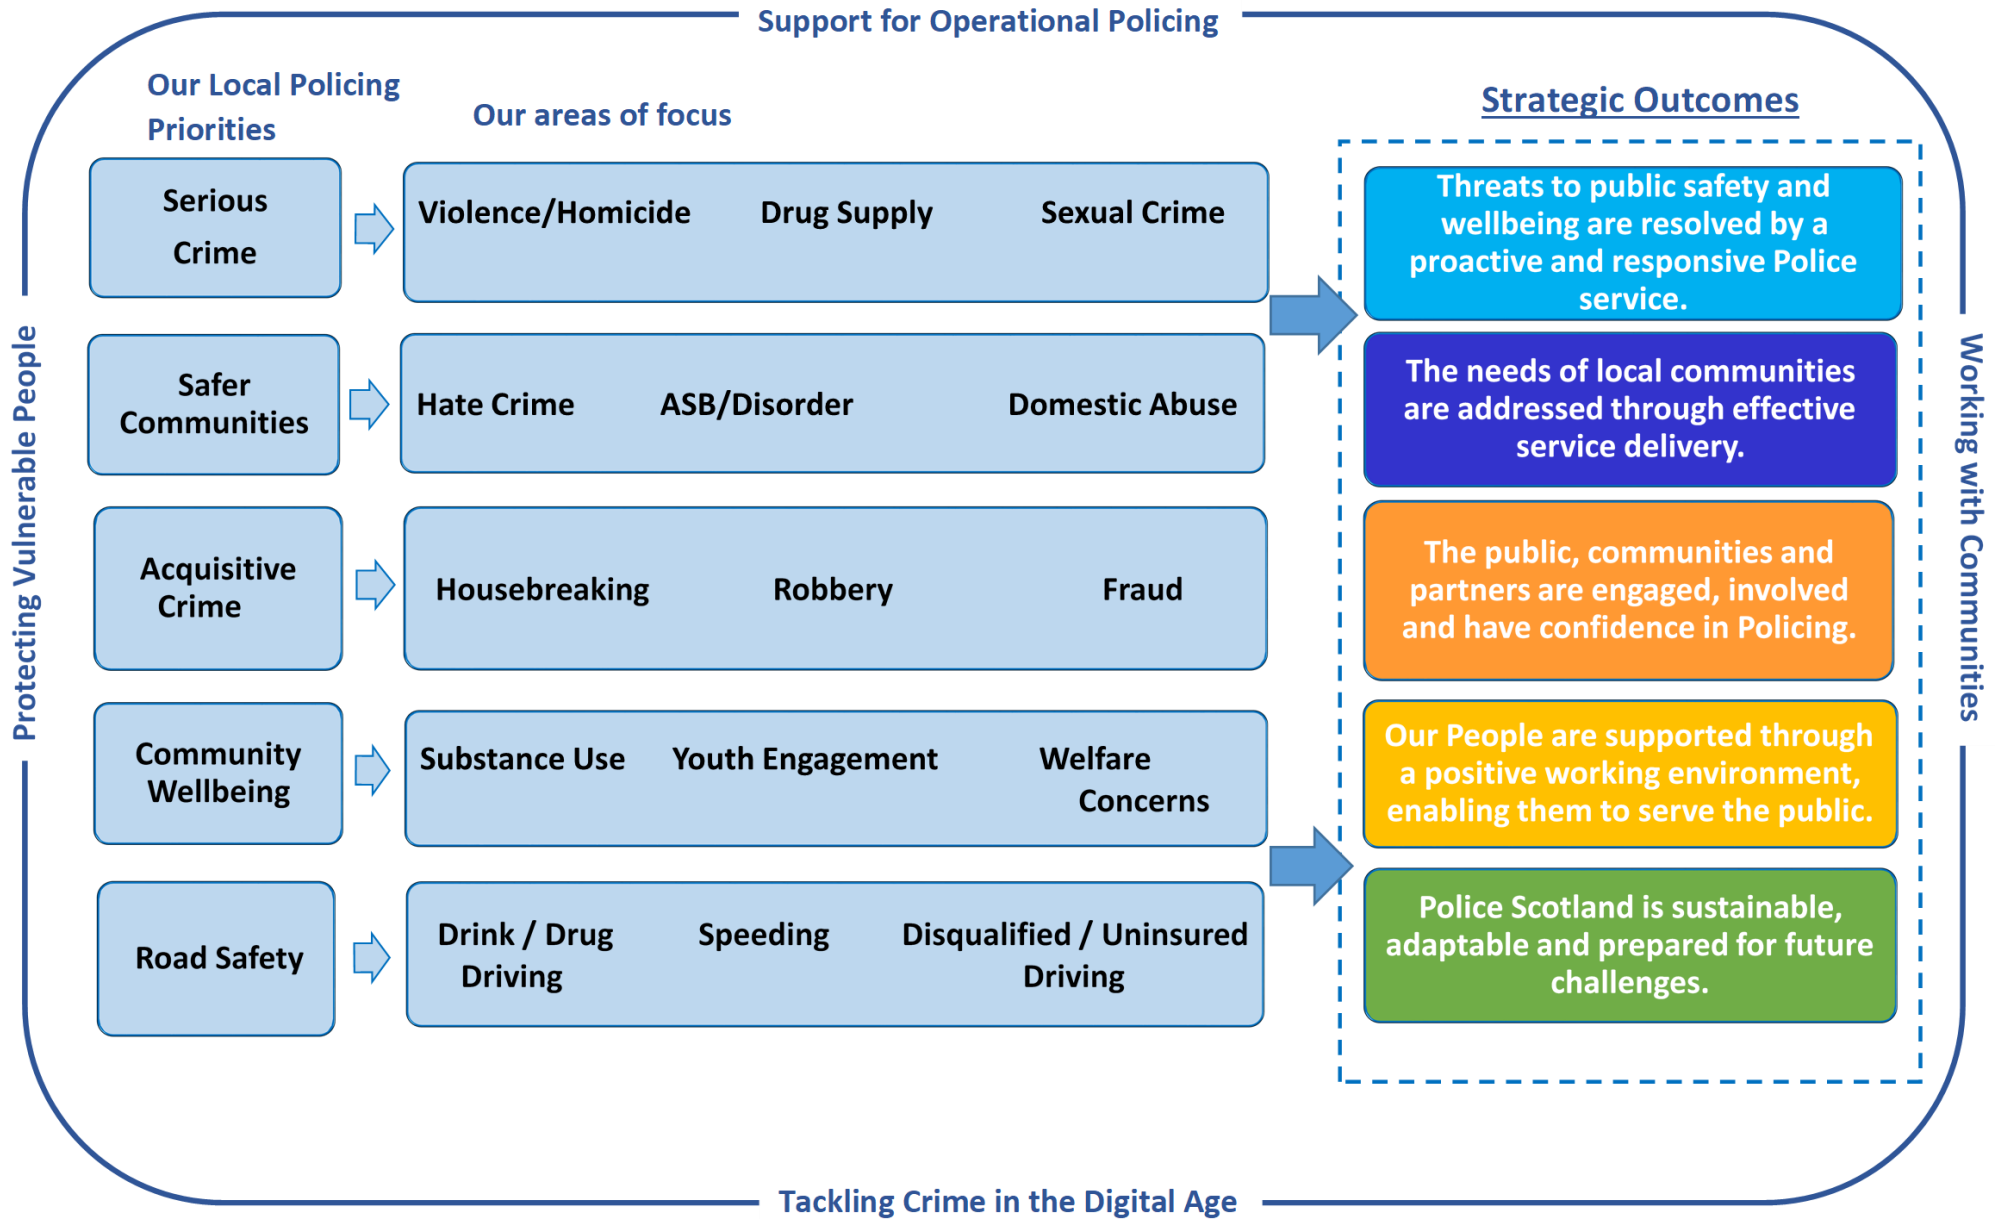 Support for Operational Policing
Our Local Policing
Priorities
Our areas of focus
Strategic Outcomes
Serious
Crime
Violence/Homicide Drug Supply Sexual Crime
Safer
Communities
Hate Crime ASB/Disorder Domestic Abuse
Acquisitive
Crime
Housebreaking Robbery Fraud
Community
Wellbeing
Substance Use Youth Engagement Welfare
Concerns
Road Safety
Drink / Drug Speeding Disqualified / Uninsured
Driving Driving
Threats to public safety and
wellbeing are resolved by a
proactive and responsive Police
service.
The needs of local communities
are addressed through effective
service delivery.
The public, communities and
partners are engaged, involved
and have confidence in Policing.
Our People are supported through
a positive working environment,
enabling them to serve the public.
Police Scotland is sustainable,
adaptable and prepared for future
challenges.
Protecting Vulnerable People
Working with Communities
Tackling Crime in the Digital Age